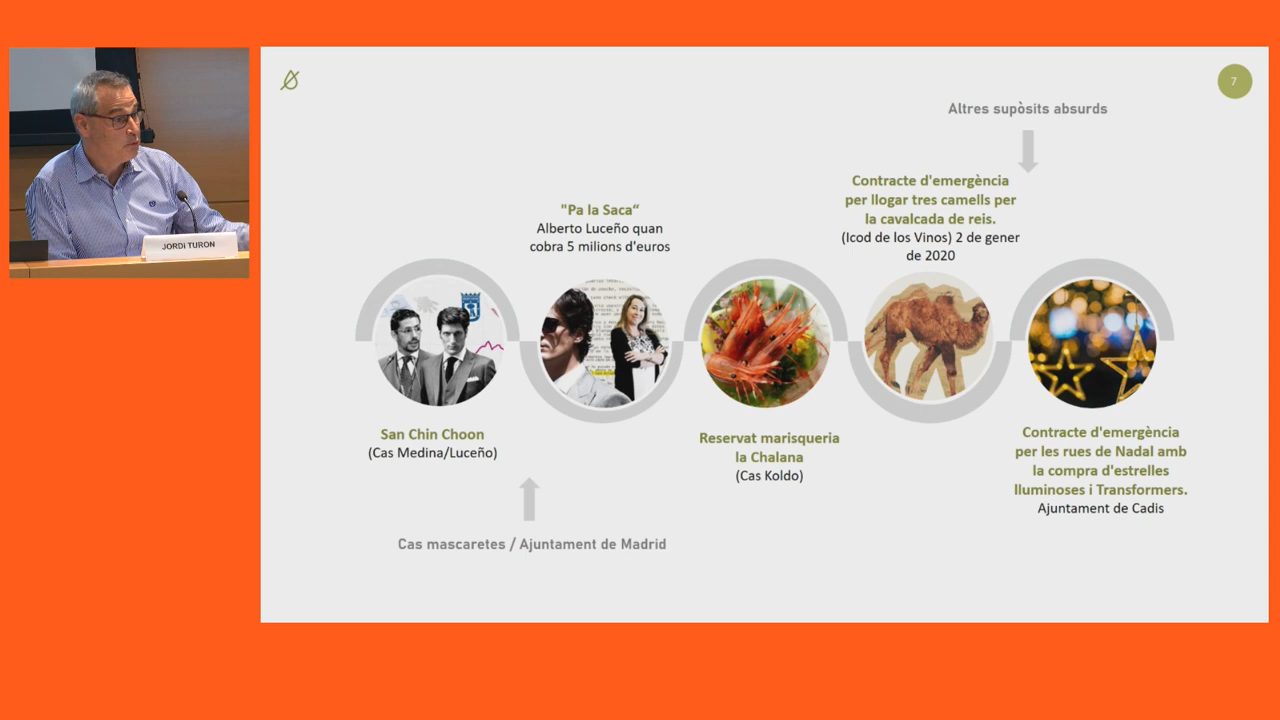 JORDI TURON
7
Altres supòsits absurds
"Pa la Saca“
Alberto Luceño quan
cobra 5 milions d'euros
Contracte d'emergència
per llogar tres camells per
la cavalcada de reis.
(Icod de los Vinos) 2 de gener
de 2020
San Chin Choon
(Cas Medina/Luceño)
Reservat marisqueria
la Chalana
(Cas Koldo)
Contracte d'emergència
per les rues de Nadal amb
la compra d'estrelles
lluminoses i Transformers.
Ajuntament de Cadis
Cas mascaretes / Ajuntament de Madrid